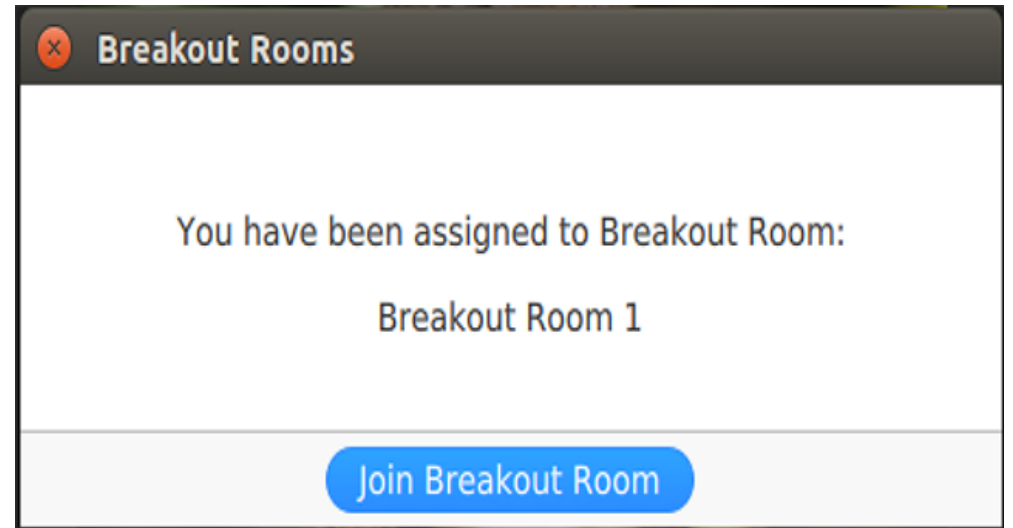 Breakout Rooms
You have been assigned to Breakout Room:
Breakout Room 1
Join Breakout Room